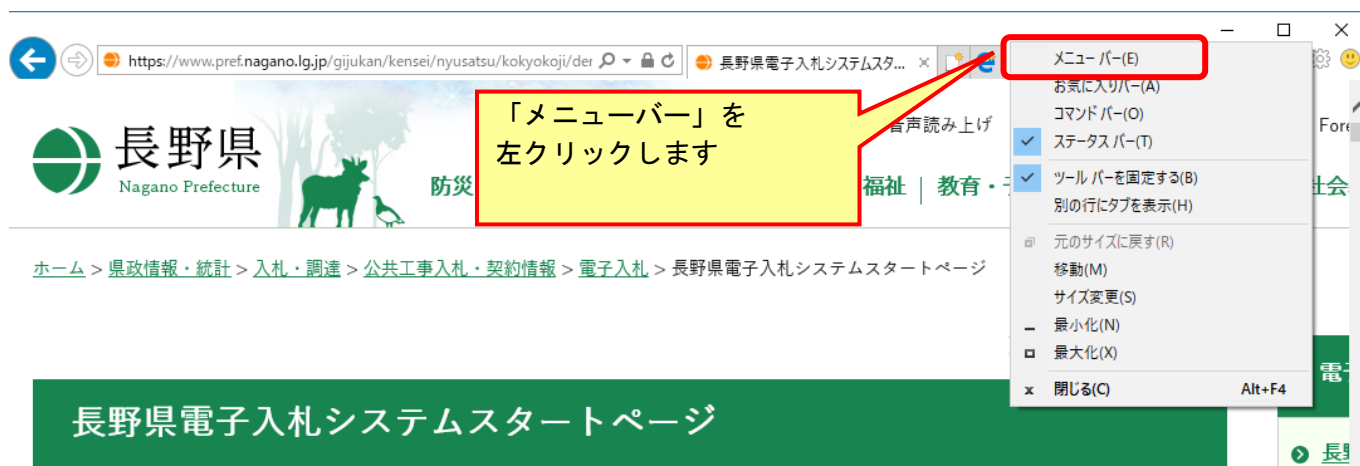 https://www.pref.nagano.lg.jp/gijukan/kensei/nyusatsu/kokyokoji/der
長野県電子入札システムスタ...
メニュー バー(E)
お気に入りバー(A)
コマンド バー(O)
ステータス バー(T)
ツール バーを固定する(B)
別の行にタブを表示(H)
元のサイズに戻す(R)
移動(M)
サイズ変更(S)
最小化(N)
最大化(X)
閉じる(C) Alt+F4
「メニューバー」を
左クリックします
音声読み上げ
Fore
長野県
Nagano Prefecture
防災
福祉 | 教育・
社会
ホーム > 県政情報・統計 > 入札・調達 > 公共工事入札・契約情報 > 電子入札 > 長野県電子入札システムスタートページ
長野県電子入札システムスタートページ
電
長野